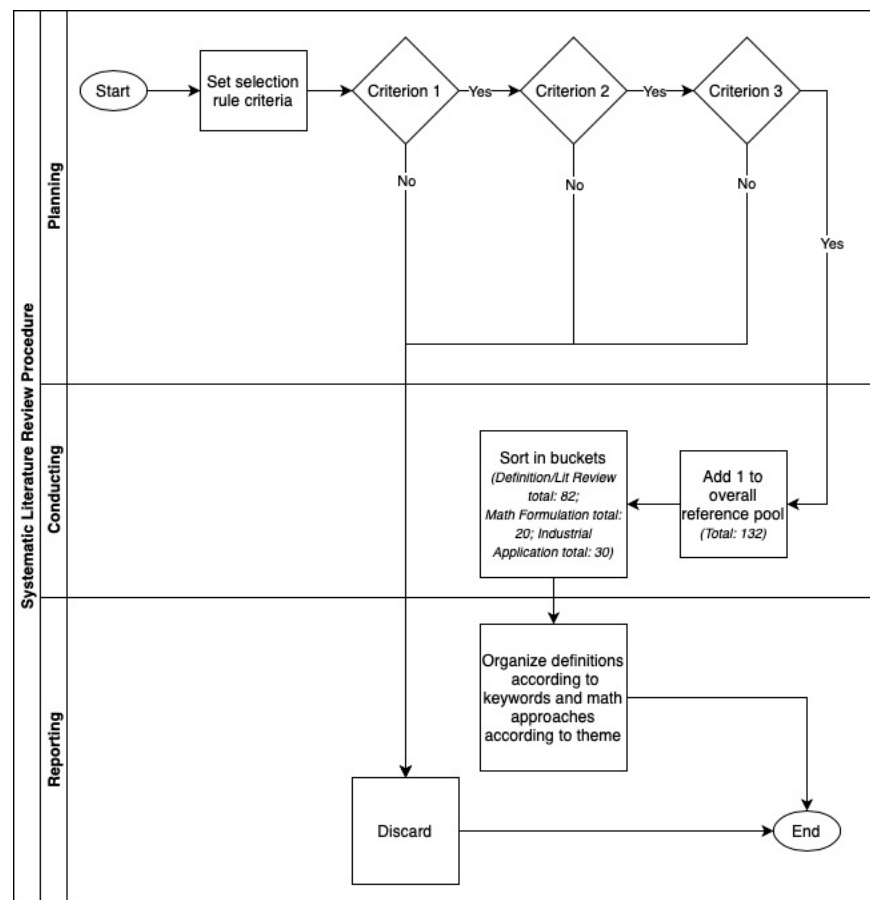 Systematic Literature Review Procedure
Planning
Start
Set selection
rule criteria
Criterion 1
Yes
Criterion 2
Yes
Criterion 3
No
No
No
Yes
Conducting
Sort in buckets
(Definition/Lit Review
total: 82;
Math Formulation total:
20; Industrial
Application total: 30)
Add 1 to
overall
reference pool
(Total: 132)
Reporting
Organize definitions
according to
keywords and math
approaches
according to theme
Discard
End